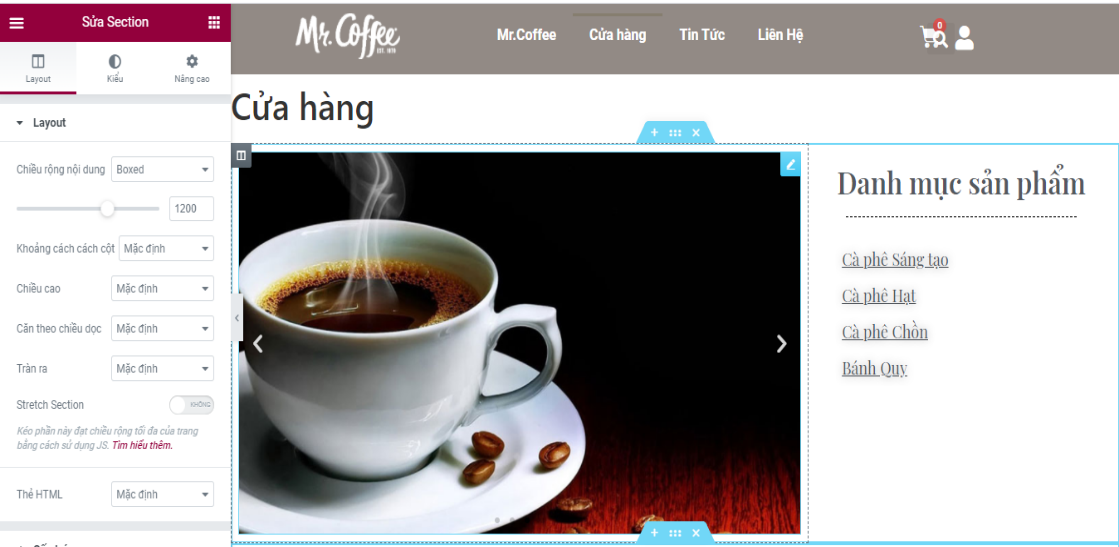 Sửa Section
Layout
Kiểu
Nâng cao
Layout
Chiều rộng nội dung
Boxed
1200
Khoảng cách cách cột
Mặc định
Chiều cao
Mặc định
Căn theo chiều dọc
Mặc định
Tràn ra
Mặc định
Stretch Section
KHÔNG
Kéo phần này đạt chiều rộng tối đa của trang
bằng cách sử dụng JS. Tìm hiểu thêm.
Thẻ HTML
Mặc định
Mr. Coffee
Mr.Coffee
Cửa hàng
Tin Tức
Liên Hệ
0
Cửa hàng
Danh mục sản phẩm
Cà phê Sáng tạo
Cà phê Hạt
Cà phê Chồn
Bánh Quy